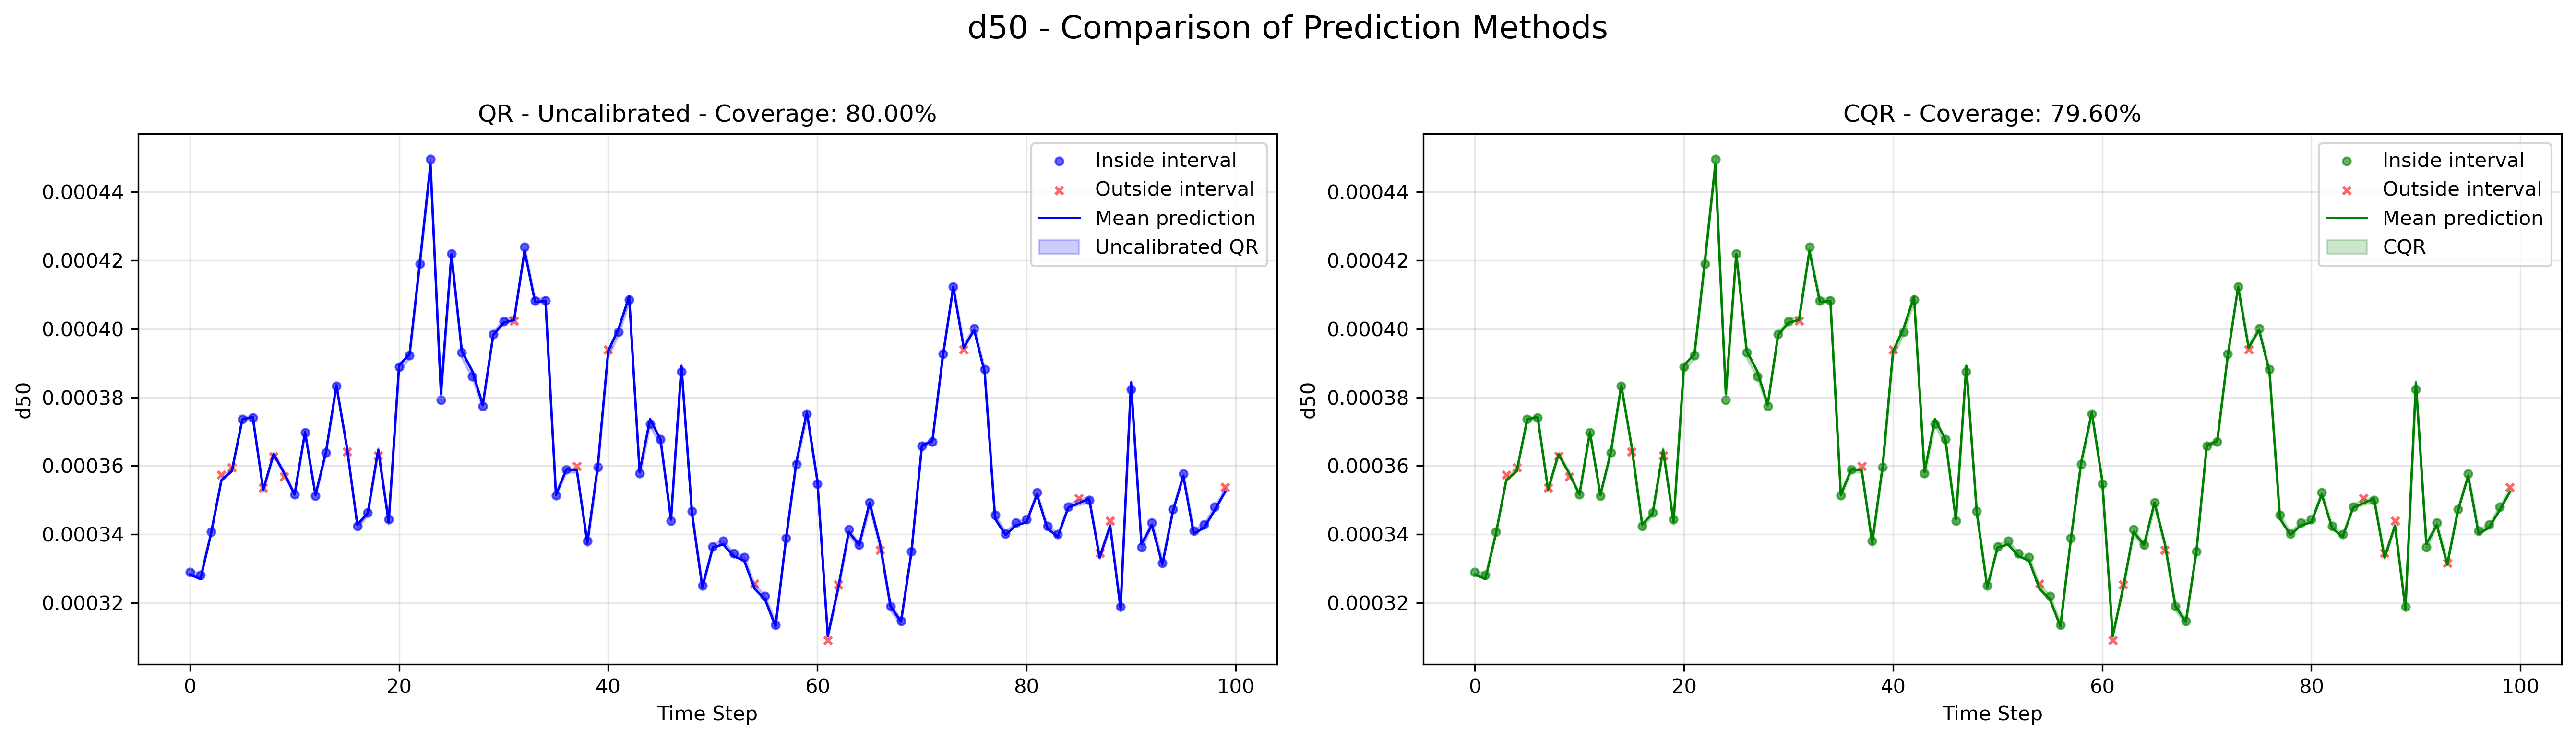 d50 - Comparison of Prediction Methods
QR - Uncalibrated - Coverage: 80.00%
Inside interval
Outside interval
Mean prediction
Uncalibrated QR
0.00044
0.00042
0.00040
0.00038
0.00036
0.00034
0.00032
d50
0 20 40 60 80 100
Time Step
CQR - Coverage: 79.60%
Inside interval
Outside interval
Mean prediction
CQR
0.00044
0.00042
0.00040
0.00038
0.00036
0.00034
0.00032
d50
0 20 40 60 80 100
Time Step